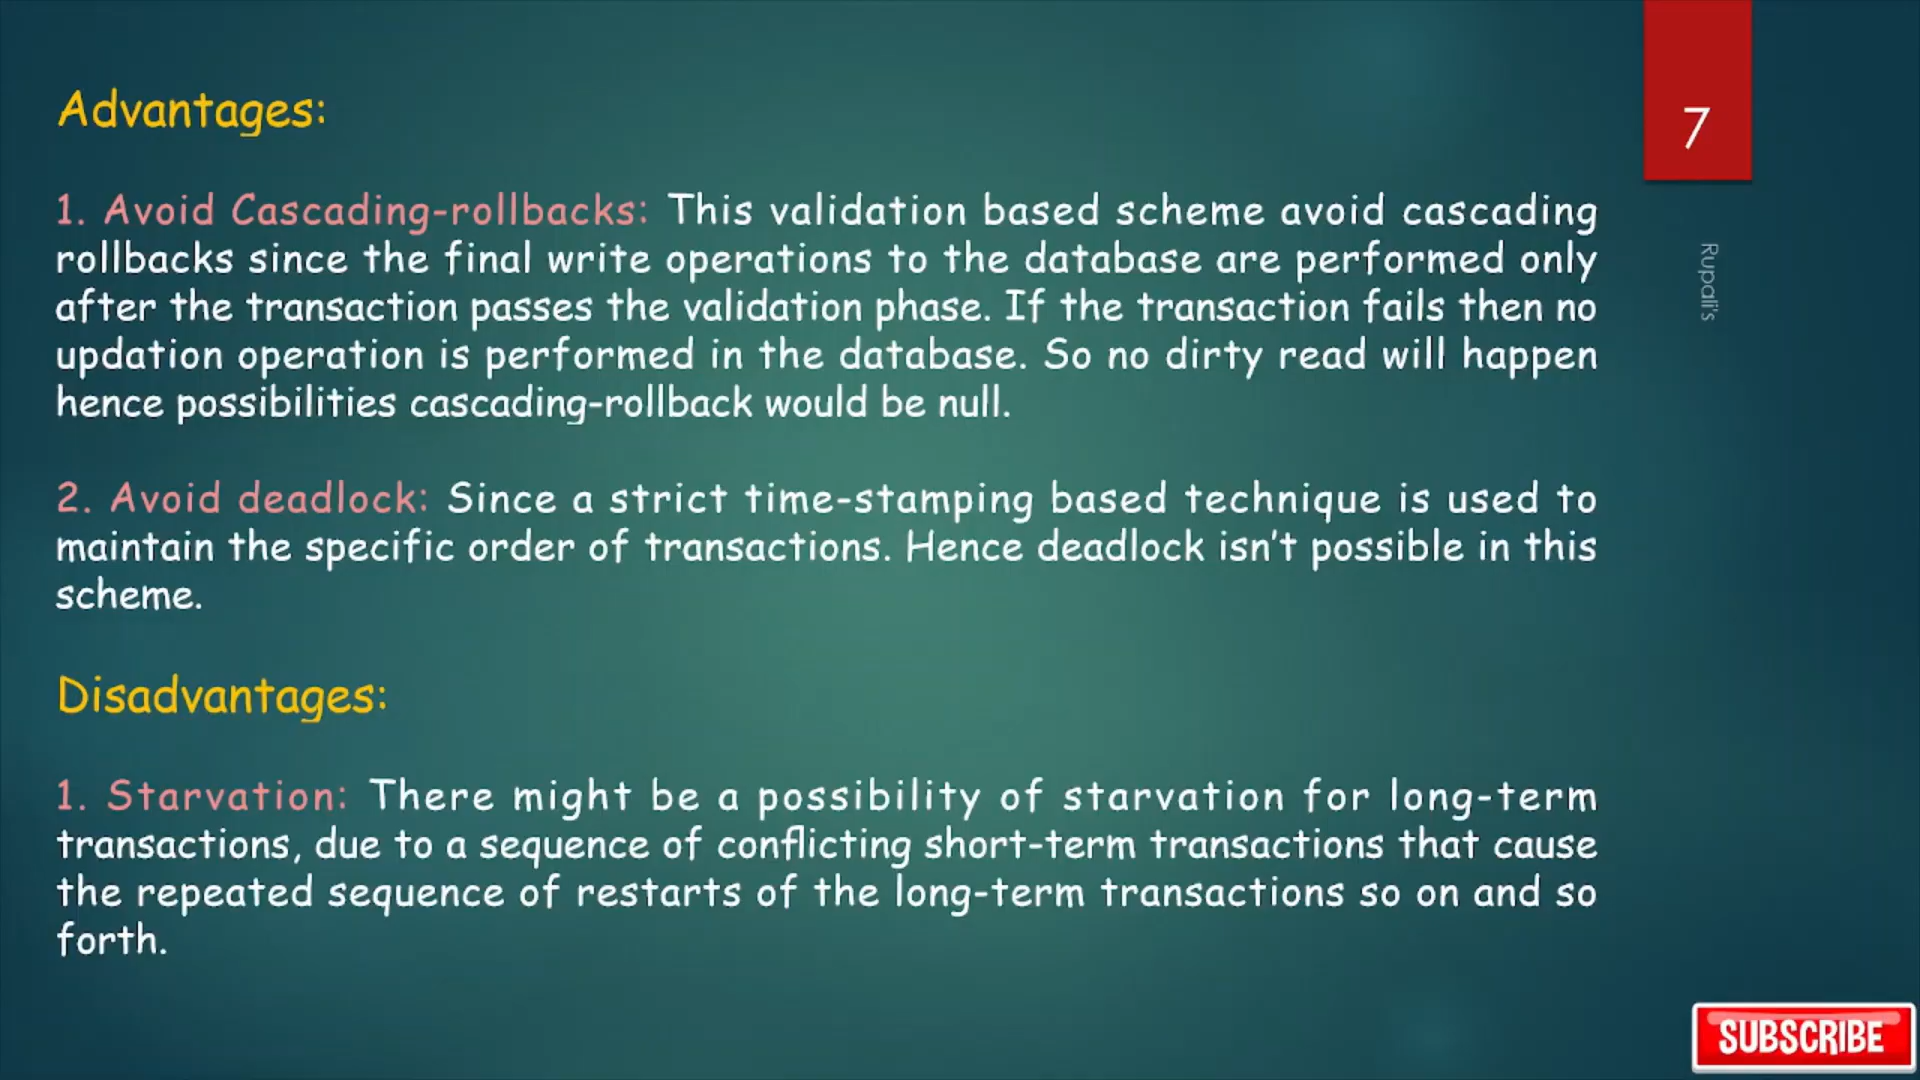 Advantages:
7
1. Avoid Cascading-rollbacks: This validation based scheme avoid cascading
rollbacks since the final write operations to the database are performed only
after the transaction passes the validation phase. If the transaction fails then no
updation operation is performed in the database. So no dirty read will happen
hence possibilities cascading-rollback would be null.
2. Avoid deadlock: Since a strict time-stamping based technique is used to
maintain the specific order of transactions. Hence deadlock isn't possible in this
scheme.
Disadvantages:
1. Starvation: There might be a possibility of starvation for long-term
transactions, due to a sequence of conflicting short-term transactions that cause
the repeated sequence of restarts of the long-term transactions so on and so
forth.
Rupali's
SUBSCRIBE